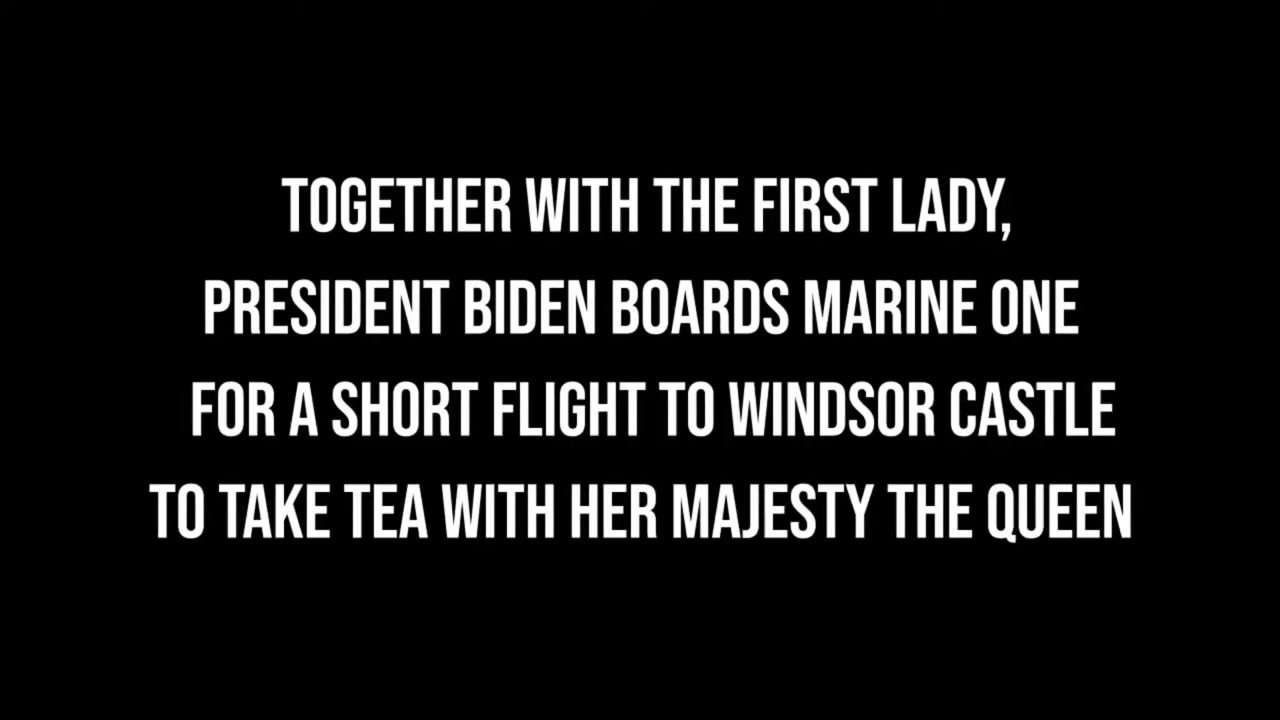 TOGETHER WITH THE FIRST LADY,
PRESIDENT BIDEN BOARDS MARINE ONE
FOR A SHORT FLIGHT TO WINDSOR CASTLE
TO TAKE TEA WITH HER MAJESTY THE QUEEN